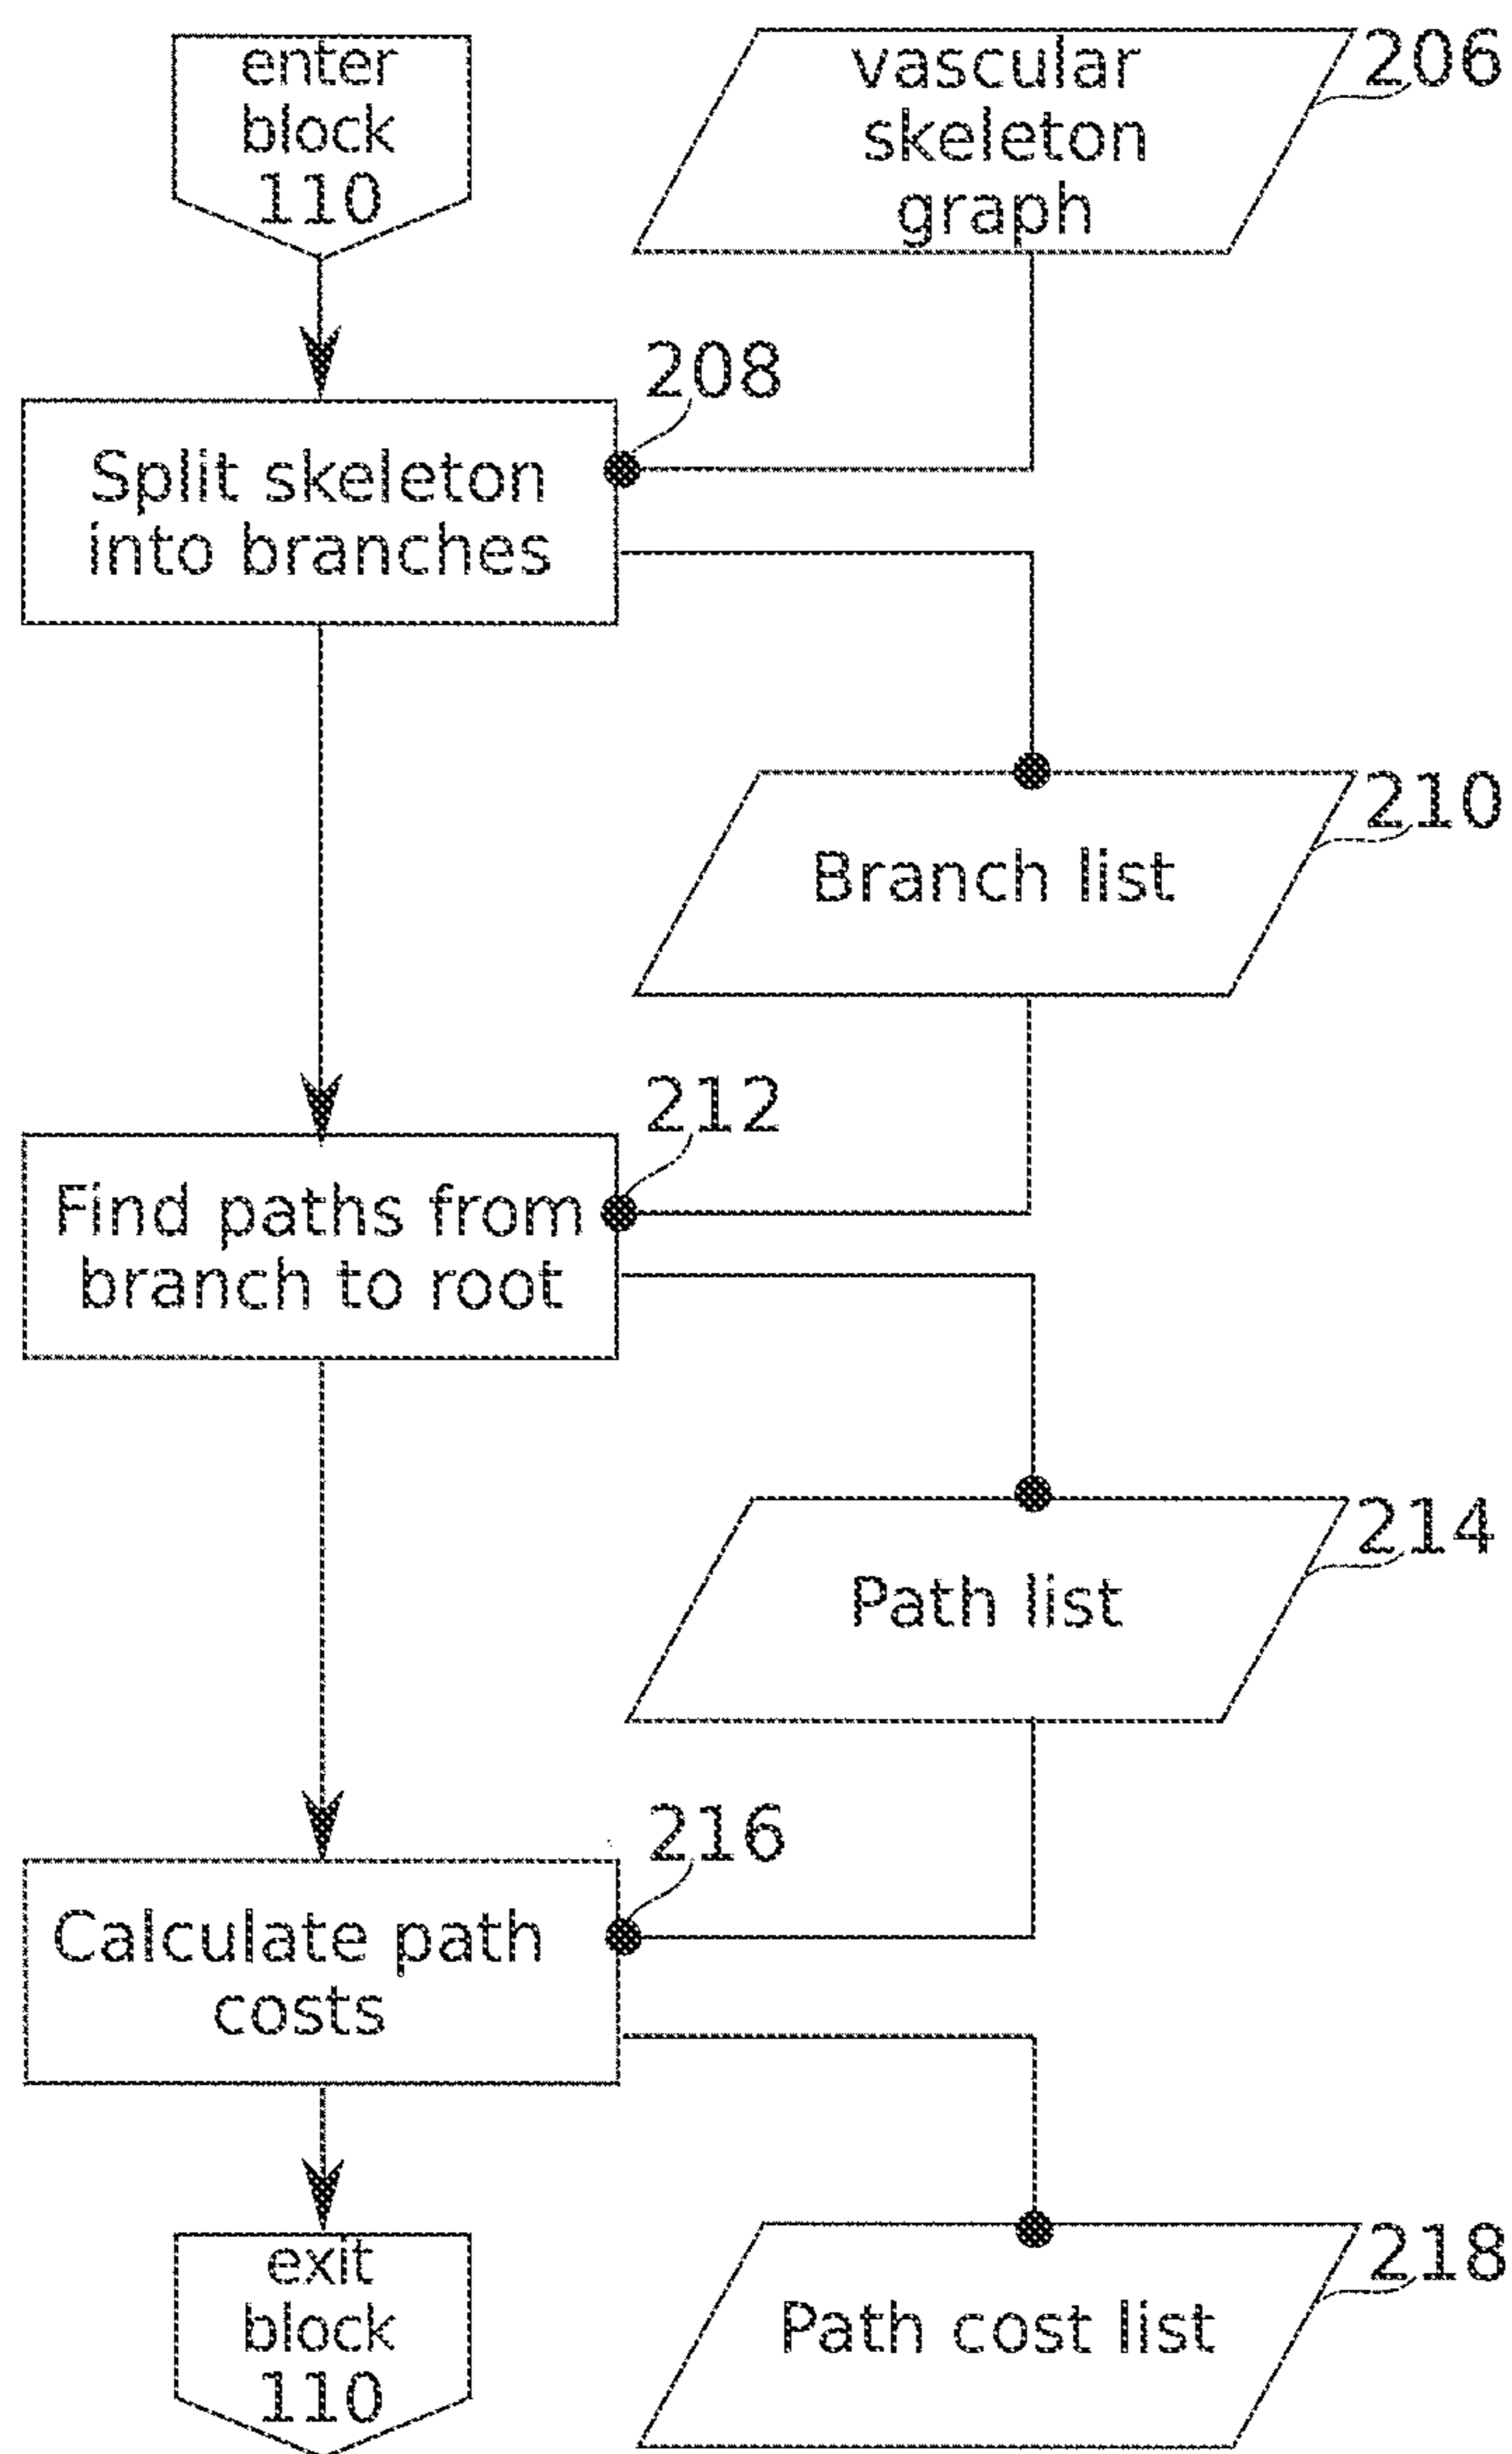 enter
block
110
vascular
skeleton
graph
206
208
Split skeleton
into branches
210
Branch list
212
Find paths from
branch to root
214
Path list
216
Calculate path
costs
exit
block
110
218
Path cost list